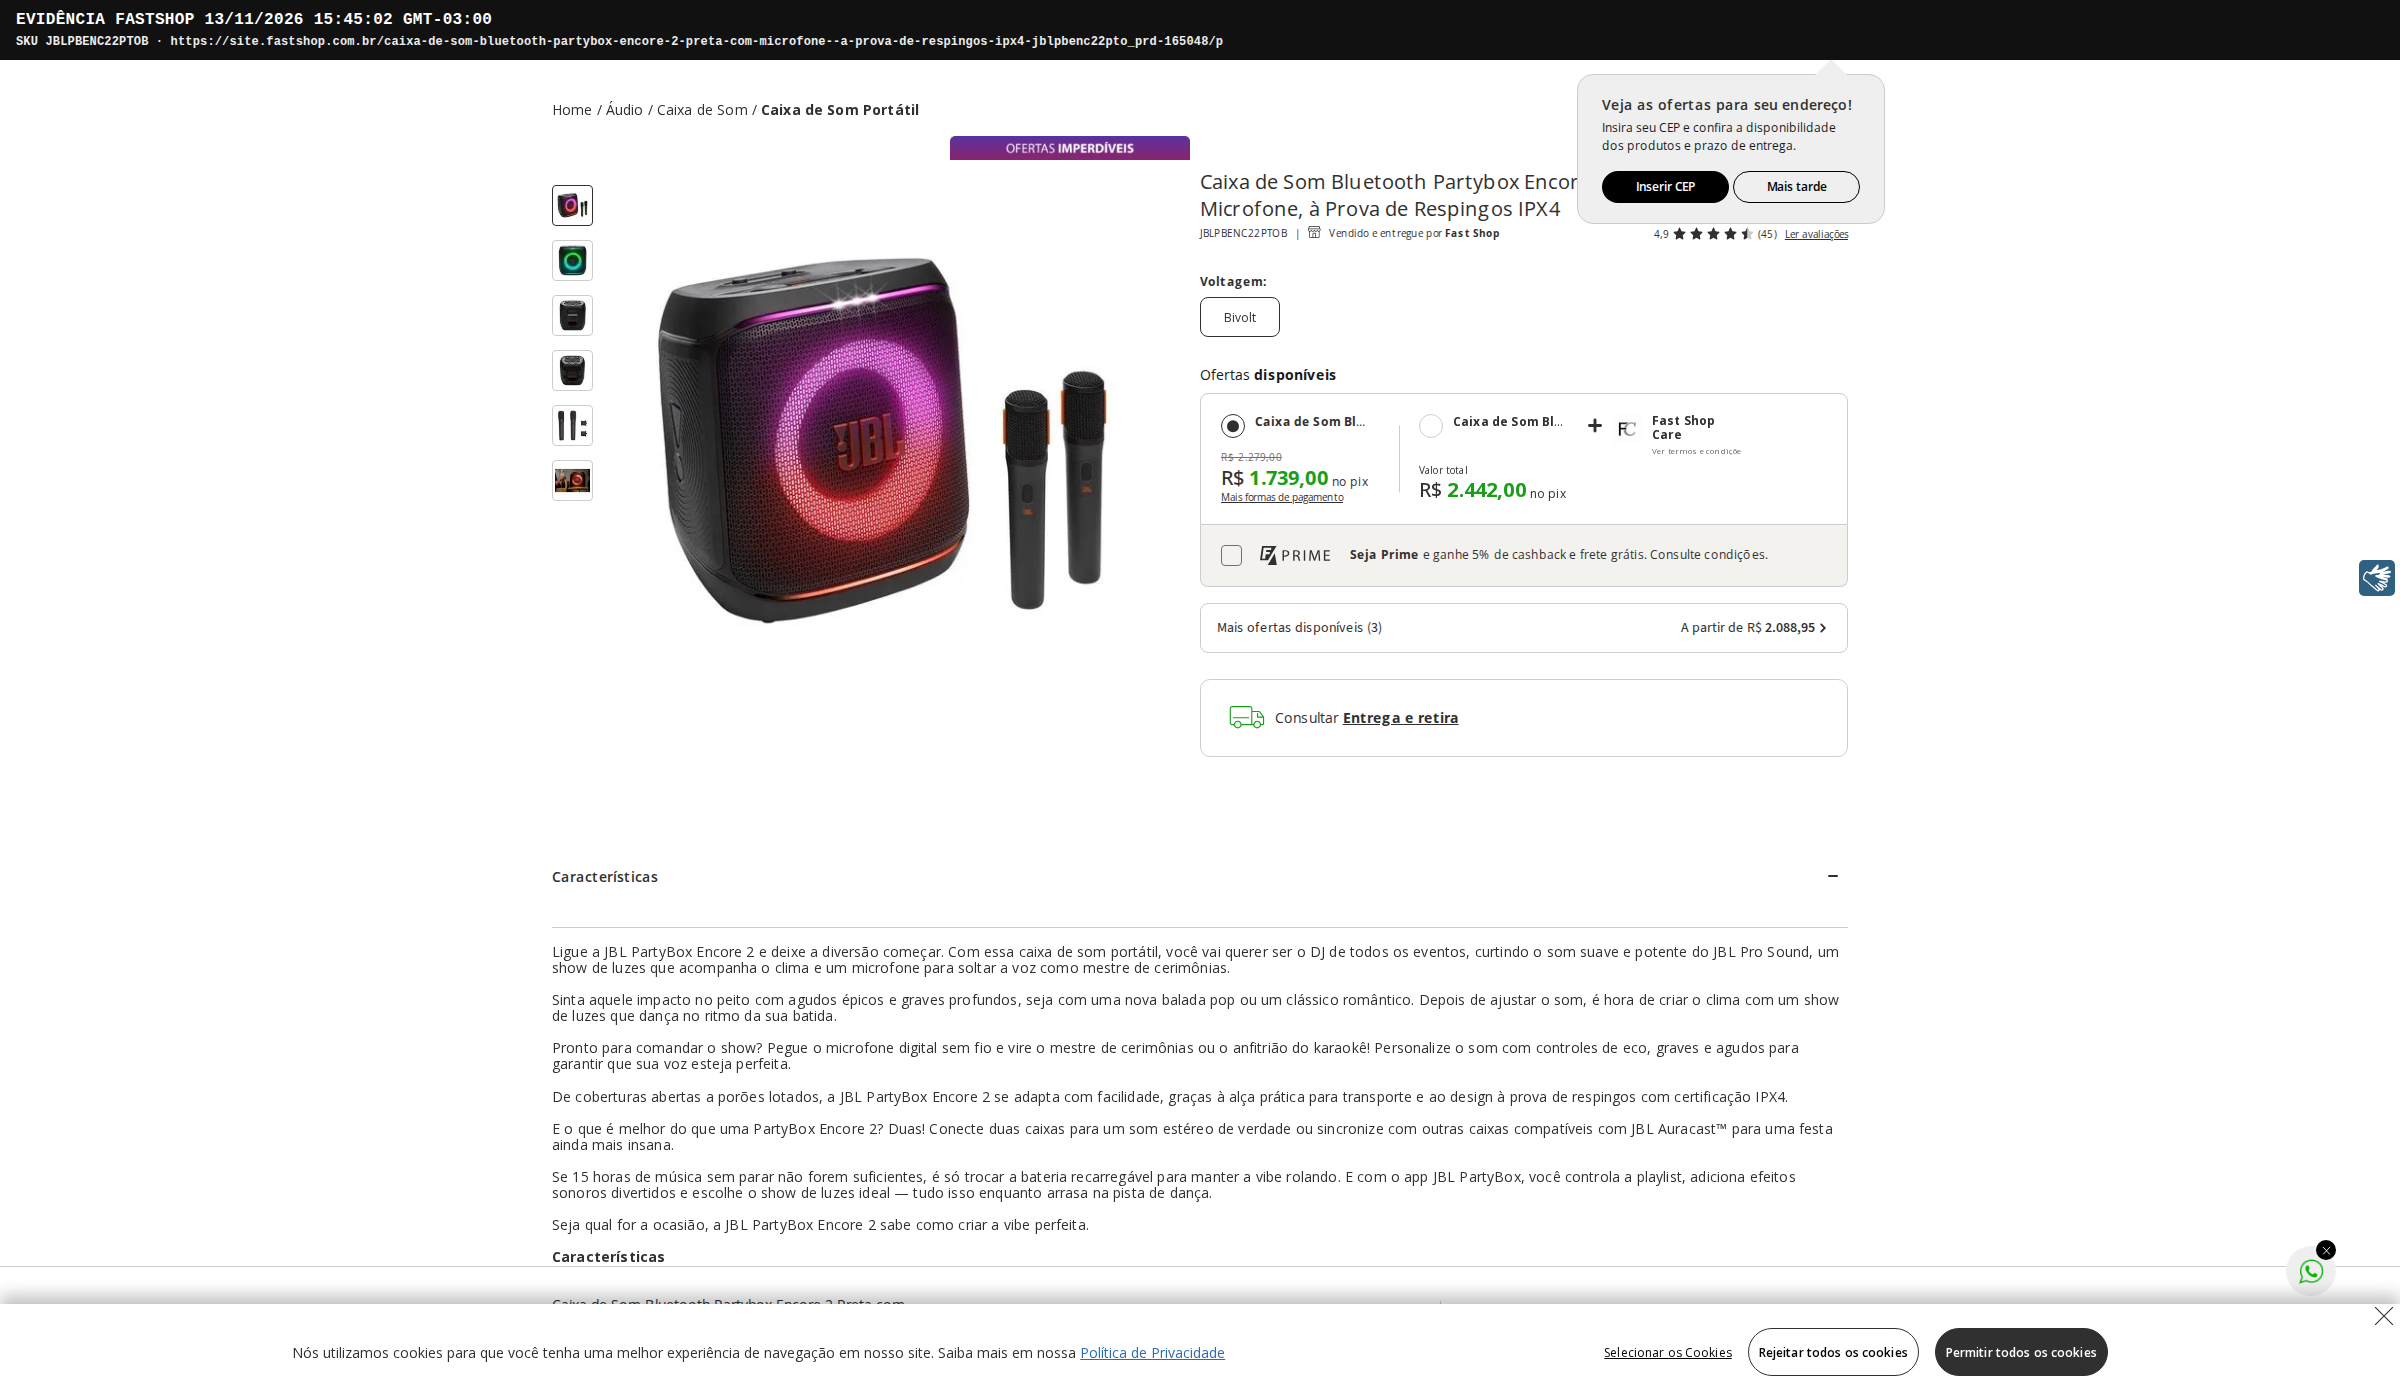 EVIDÊNCIA FASTSHOP 13/11/2026 15:45:02 GMT-03:00
SKU JBLPBENC22PTOB · https://site.fastshop.com.br/caixa-de-som-bluetooth-partybox-encore-2-preta-com-microfone--a-prova-de-respingos-ipx4-jblpbenc22pto_prd-165048/p
Veja as ofertas para seu endereço!
Insira seu CEP e confira a disponibilidade
dos produtos e prazo de entrega.
Inserir CEP
Mais tarde
Home / Áudio / Caixa de Som / Caixa de Som Portátil
OFERTAS IMPERDÍVEIS
Caixa de Som Bluetooth Partybox Encor
Microfone, à Prova de Respingos IPX4
JBLPBENC22PTOB | Vendido e entregue por Fast Shop
4,9 (45) Ler avaliações
Voltagem:
Bivolt
JBL
Ofertas disponíveis
Caixa de Som Bl...
R$ 2.279,00
R$ 1.739,00 no pix
Mais formas de pagamento
Caixa de Som Bl...
+ FC Fast Shop
Care
Ver termos e condiçõe
Valor total
R$ 2.442,00 no pix
PRIME Seja Prime e ganhe 5% de cashback e frete grátis. Consulte condições.
Mais ofertas disponíveis (3) A partir de R$ 2.088,95
Consultar Entrega e retira
Características
Ligue a JBL PartyBox Encore 2 e deixe a diversão começar. Com essa caixa de som portátil, você vai querer ser o DJ de todos os eventos, curtindo o som suave e potente do JBL Pro Sound, um
show de luzes que acompanha o clima e um microfone para soltar a voz como mestre de cerimônias.
Sinta aquele impacto no peito com agudos épicos e graves profundos, seja com uma nova balada pop ou um clássico romântico. Depois de ajustar o som, é hora de criar o clima com um show
de luzes que dança no ritmo da sua batida.
Pronto para comandar o show? Pegue o microfone digital sem fio e vire o mestre de cerimônias ou o anfitrião do karaokê! Personalize o som com controles de eco, graves e agudos para
garantir que sua voz esteja perfeita.
De coberturas abertas a porões lotados, a JBL PartyBox Encore 2 se adapta com facilidade, graças à alça prática para transporte e ao design à prova de respingos com certificação IPX4.
E o que é melhor do que uma PartyBox Encore 2? Duas! Conecte duas caixas para um som estéreo de verdade ou sincronize com outras caixas compatíveis com JBL Auracast™ para uma festa
ainda mais insana.
Se 15 horas de música sem parar não forem suficientes, é só trocar a bateria recarregável para manter a vibe rolando. E com o app JBL PartyBox, você controla a playlist, adiciona efeitos
sonoros divertidos e escolhe o show de luzes ideal — tudo isso enquanto arrasa na pista de dança.
Seja qual for a ocasião, a JBL PartyBox Encore 2 sabe como criar a vibe perfeita.
Características
Caixa de Som Bluetooth Partybox Encore 2 Preta com
Nós utilizamos cookies para que você tenha uma melhor experiência de navegação em nosso site. Saiba mais em nossa Política de Privacidade
Selecionar os Cookies
Rejeitar todos os cookies
Permitir todos os cookies